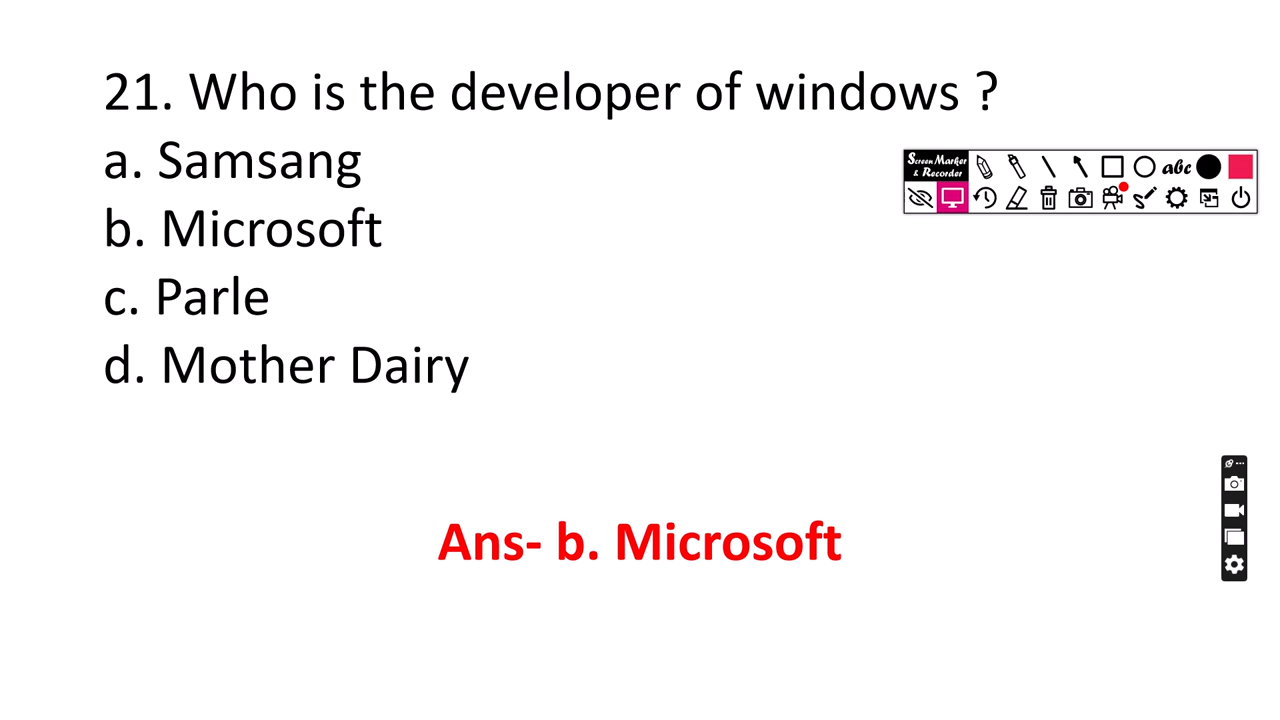 21. Who is the developer of windows ?
a. Samsang
Screen Marker
& Recorder
abc
b. Microsoft
c. Parle
d. Mother Dairy
Ans- b. Microsoft